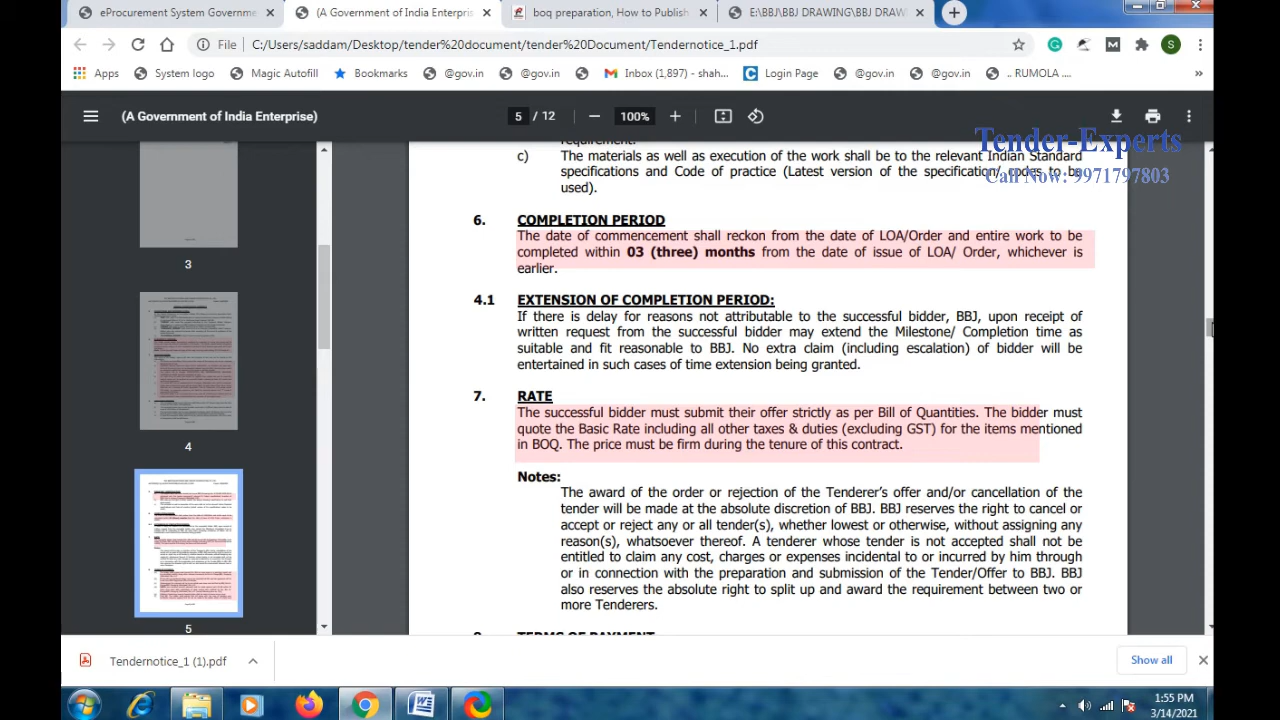 eProcurement System Governme
(A Government of India Enterpris
boq preparation, How to Publish
E:\BBJ\BBJ DRAWING\BBJ DRAW
File
C:/Users/saddam/Desktop/tender%20document/tender%20Document/Tendernotice_1.pdf
S
Apps
System logo
Magic Autofill
Bookmarks
@gov.in
@gov.in
Inbox (1,897) - shah...
Login Page
@gov.in
@gov.in
.. RUMOLA ....
»
(A Government of India Enterprise)
5 / 12
100%
Tender-Experts
Call Now: 9971797803
3
4
5
requirement.
c) The materials as well as execution of the work shall be to the relevant Indian Standard
specifications and Code of practice (Latest version of the specification/ codes to be
used).
6. COMPLETION PERIOD
The date of commencement shall reckon from the date of LOA/Order and entire work to be
completed within 03 (three) months from the date of issue of LOA/ Order, whichever is
earlier.
4.1 EXTENSION OF COMPLETION PERIOD:
If there is delay for reasons not attributable to the successful bidder, BBJ, upon receipt of
written request from the successful bidder may extend the Milestone/ Completion time as
suitable and fit reasonable to BBJ. No extra claim (including escalation) of bidder will be
entertained in such cases of time extension being granted.
7. RATE
The successful bidder must submit their offer strictly as per Bill of Quantities. The bidder must
quote the Basic Rate including all other taxes & duties (excluding GST) for the items mentioned
in BOQ. The price must be firm during the tenure of this contract.
Notes:
The award of the order or rejection of the Tenders/offer and/or cancellation of the
tender will be made at the absolute discretion of BBJ. BBJ reserves the right to cancel or
accept or reject any or all tender(s), whether lowest or otherwise, without assigning any
reason(s), whatsoever thereof. A tender whose offer is not accepted shall not be
entitled to claim any cost, charges or expenses incidental to or incurred by him through
or in connection with the preparation and submission of the Tender/Offer to BBJ. BBJ
also reserves the absolute right to split up and award the requirement between two or
more Tenderers.
8. TERMS OF PAYMENT
Tendernotice_1 (1).pdf
Show all
1:55 PM
3/14/2021